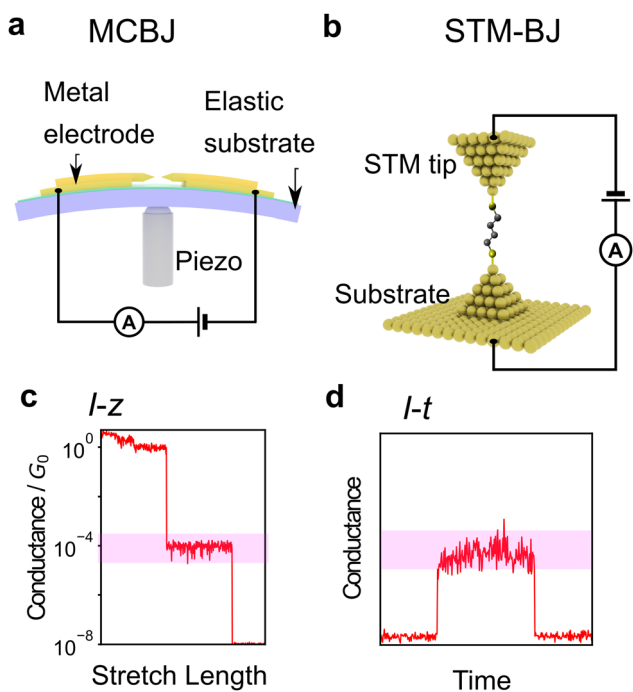 a MCBJ
b STM-BJ
Metal
electrode
Elastic
substrate
Piezo
A
STM tip
Substrate
A
c I-z
Conductance / G0
10^0
10^-4
10^-8
Stretch Length
d I-t
Conductance
Time